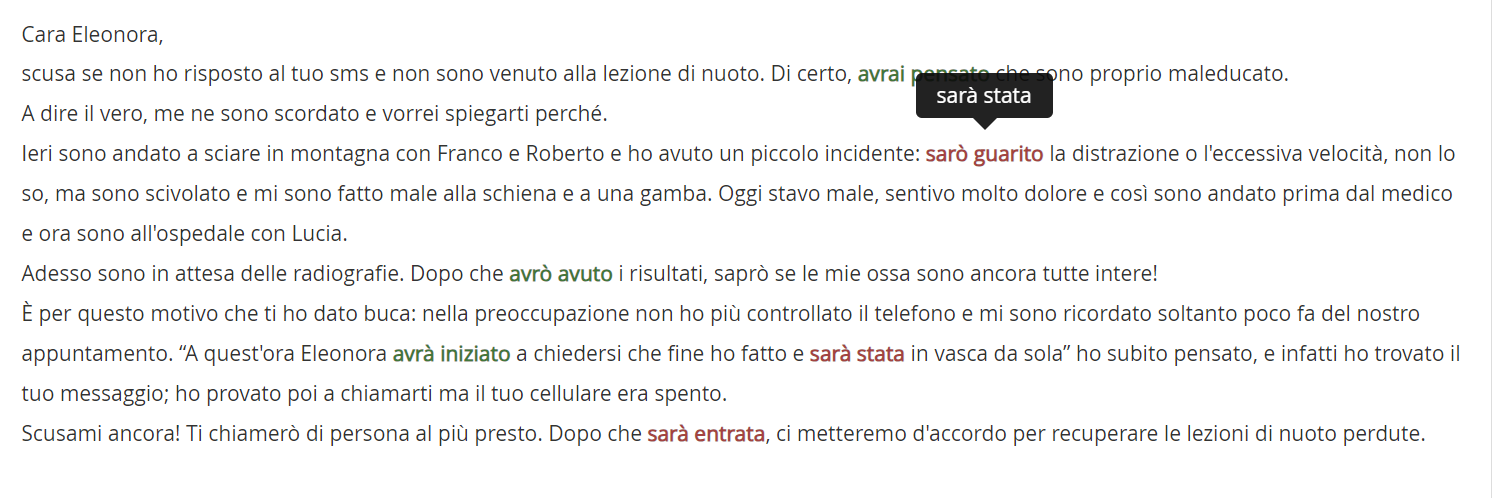 Cara Eleonora,
scusa se non ho risposto al tuo sms e non sono venuto alla lezione di nuoto. Di certo, avrai pensato che sono proprio maleducato.
sarà stata
A dire il vero, me ne sono scordato e vorrei spiegarti perché.
Ieri sono andato a sciare in montagna con Franco e Roberto e ho avuto un piccolo incidente: sarò guarito la distrazione o l'eccessiva velocità, non lo
so, ma sono scivolato e mi sono fatto male alla schiena e a una gamba. Oggi stavo male, sentivo molto dolore e così sono andato prima dal medico
e ora sono all'ospedale con Lucia.
Adesso sono in attesa delle radiografie. Dopo che avrò avuto i risultati, saprò se le mie ossa sono ancora tutte intere!
È per questo motivo che ti ho dato buca: nella preoccupazione non ho più controllato il telefono e mi sono ricordato soltanto poco fa del nostro
appuntamento. “A quest'ora Eleonora avrà iniziato a chiedersi che fine ho fatto e sarà stata in vasca da sola” ho subito pensato, e infatti ho trovato il
tuo messaggio; ho provato poi a chiamarti ma il tuo cellulare era spento.
Scusami ancora! Ti chiamerò di persona al più presto. Dopo che sarà entrata, ci metteremo d'accordo per recuperare le lezioni di nuoto perdute.